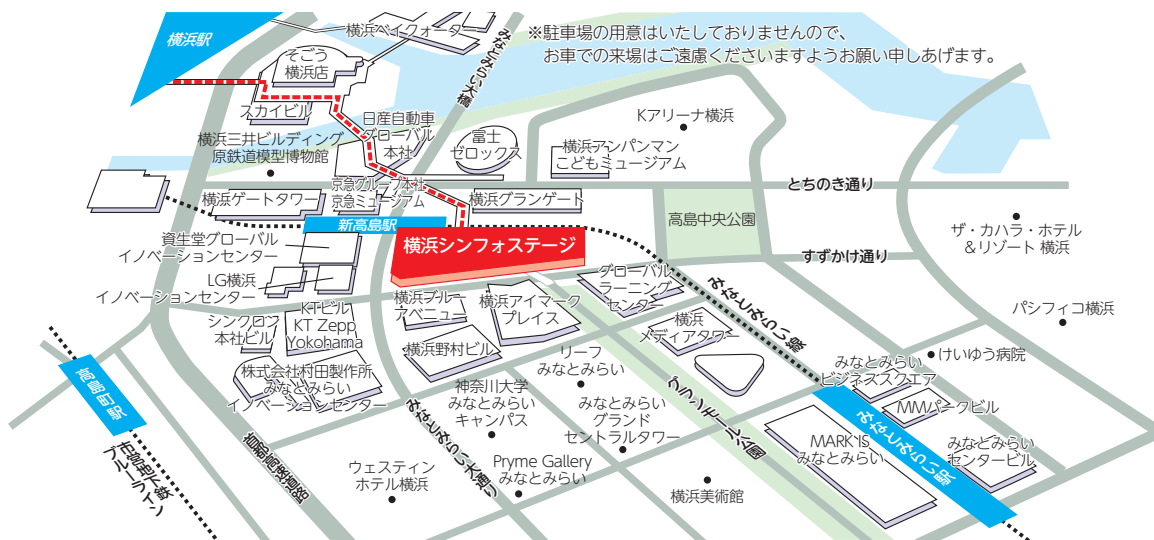 ※駐車場の用意はいたしておりませんので、
お車での来場はご遠慮くださいますようお願い申しあげます。
横浜駅
横浜ベイクォーター
みなとみらい大橋
そごう
横浜店
スカイビル
日産自動車
グローバル
本社
横浜三井ビルディング
原鉄道模型博物館
富士
ゼロックス
横浜アンパンマン
こどもミュージアム
Kアリーナ横浜
とちのき通り
京急グループ本社
京急ミュージアム
横浜ゲートタワー
横浜グランゲート
新高島駅
高島中央公園
ザ・カハラ・ホテル
&リゾート 横浜
横浜シンフォステージ
資生堂グローバル
イノベーションセンター
すずかけ通り
LG横浜
イノベーションセンター
グローバル
ラーニング
センター
みなとみらい線
横浜ブルー
アベニュー
横浜アイマーク
プレイス
パシフィコ横浜
KTビル
KT Zepp
Yokohama
シンクロン
本社ビル
横浜
メディアタワー
横浜野村ビル
リーフ
みなとみらい
けいゆう病院
高島町駅
株式会社村田製作所
みなとみらい
イノベーションセンター
みなとみらい
ビジネススクエア
神奈川大学
みなとみらい
キャンパス
みなとみらい
グランド
セントラルタワー
グランモール公園
MMパークビル
みなとみらい駅
みなとみらい大通り
MARK IS
みなとみらい
みなとみらい
センタービル
市営地下鉄
ブルーライン
首都高速道路
ウェスティン
ホテル横浜
Pryme Gallery
みなとみらい
横浜美術館